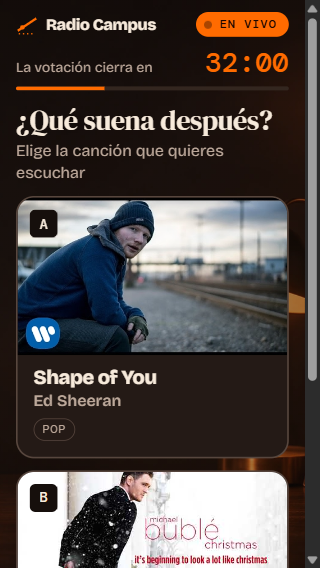 Radio Campus
EN VIVO
La votación cierra en
32:00
¿Qué suena después?
Elige la canción que quieres
escuchar
A
Shape of You
Ed Sheeran
POP
B
michael
bublé
christmas
it's beginning to look a lot like christmas